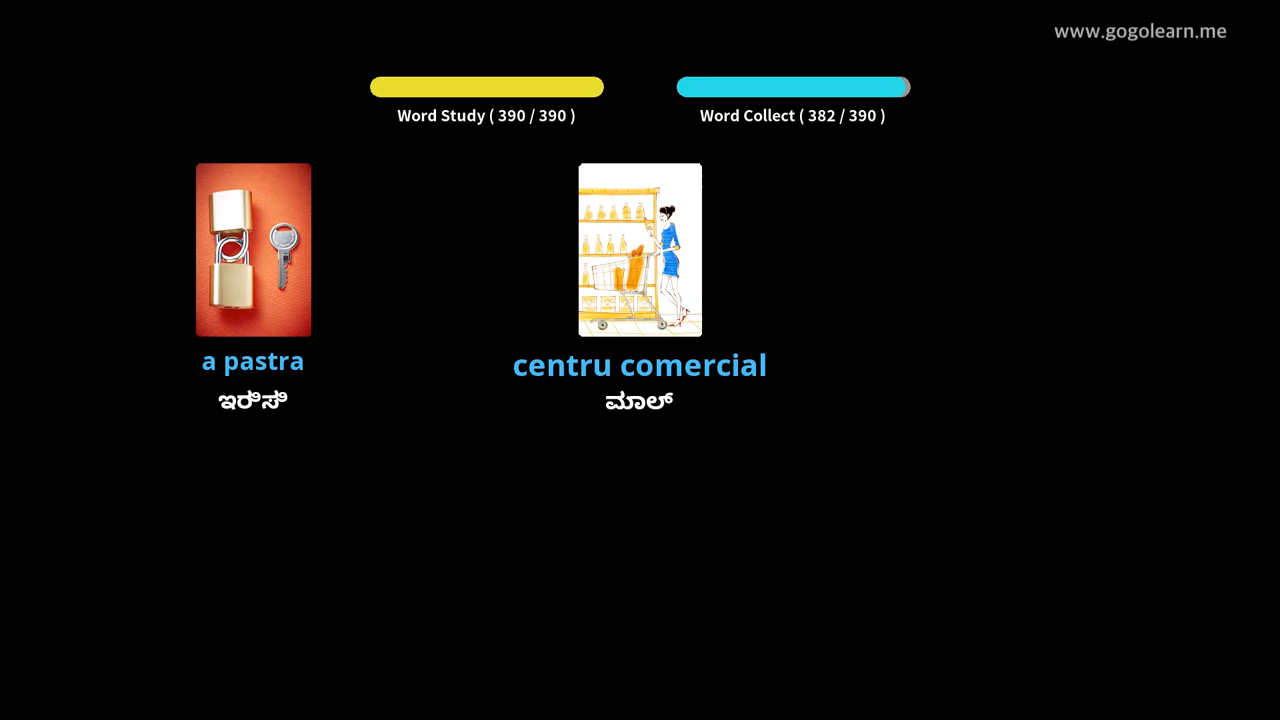 www.gogolearn.me
Word Study ( 390 / 390 )
Word Collect ( 382 / 390 )
a pastra
ಇರಿಸಿ
centru comercial
ಮಾಲ್